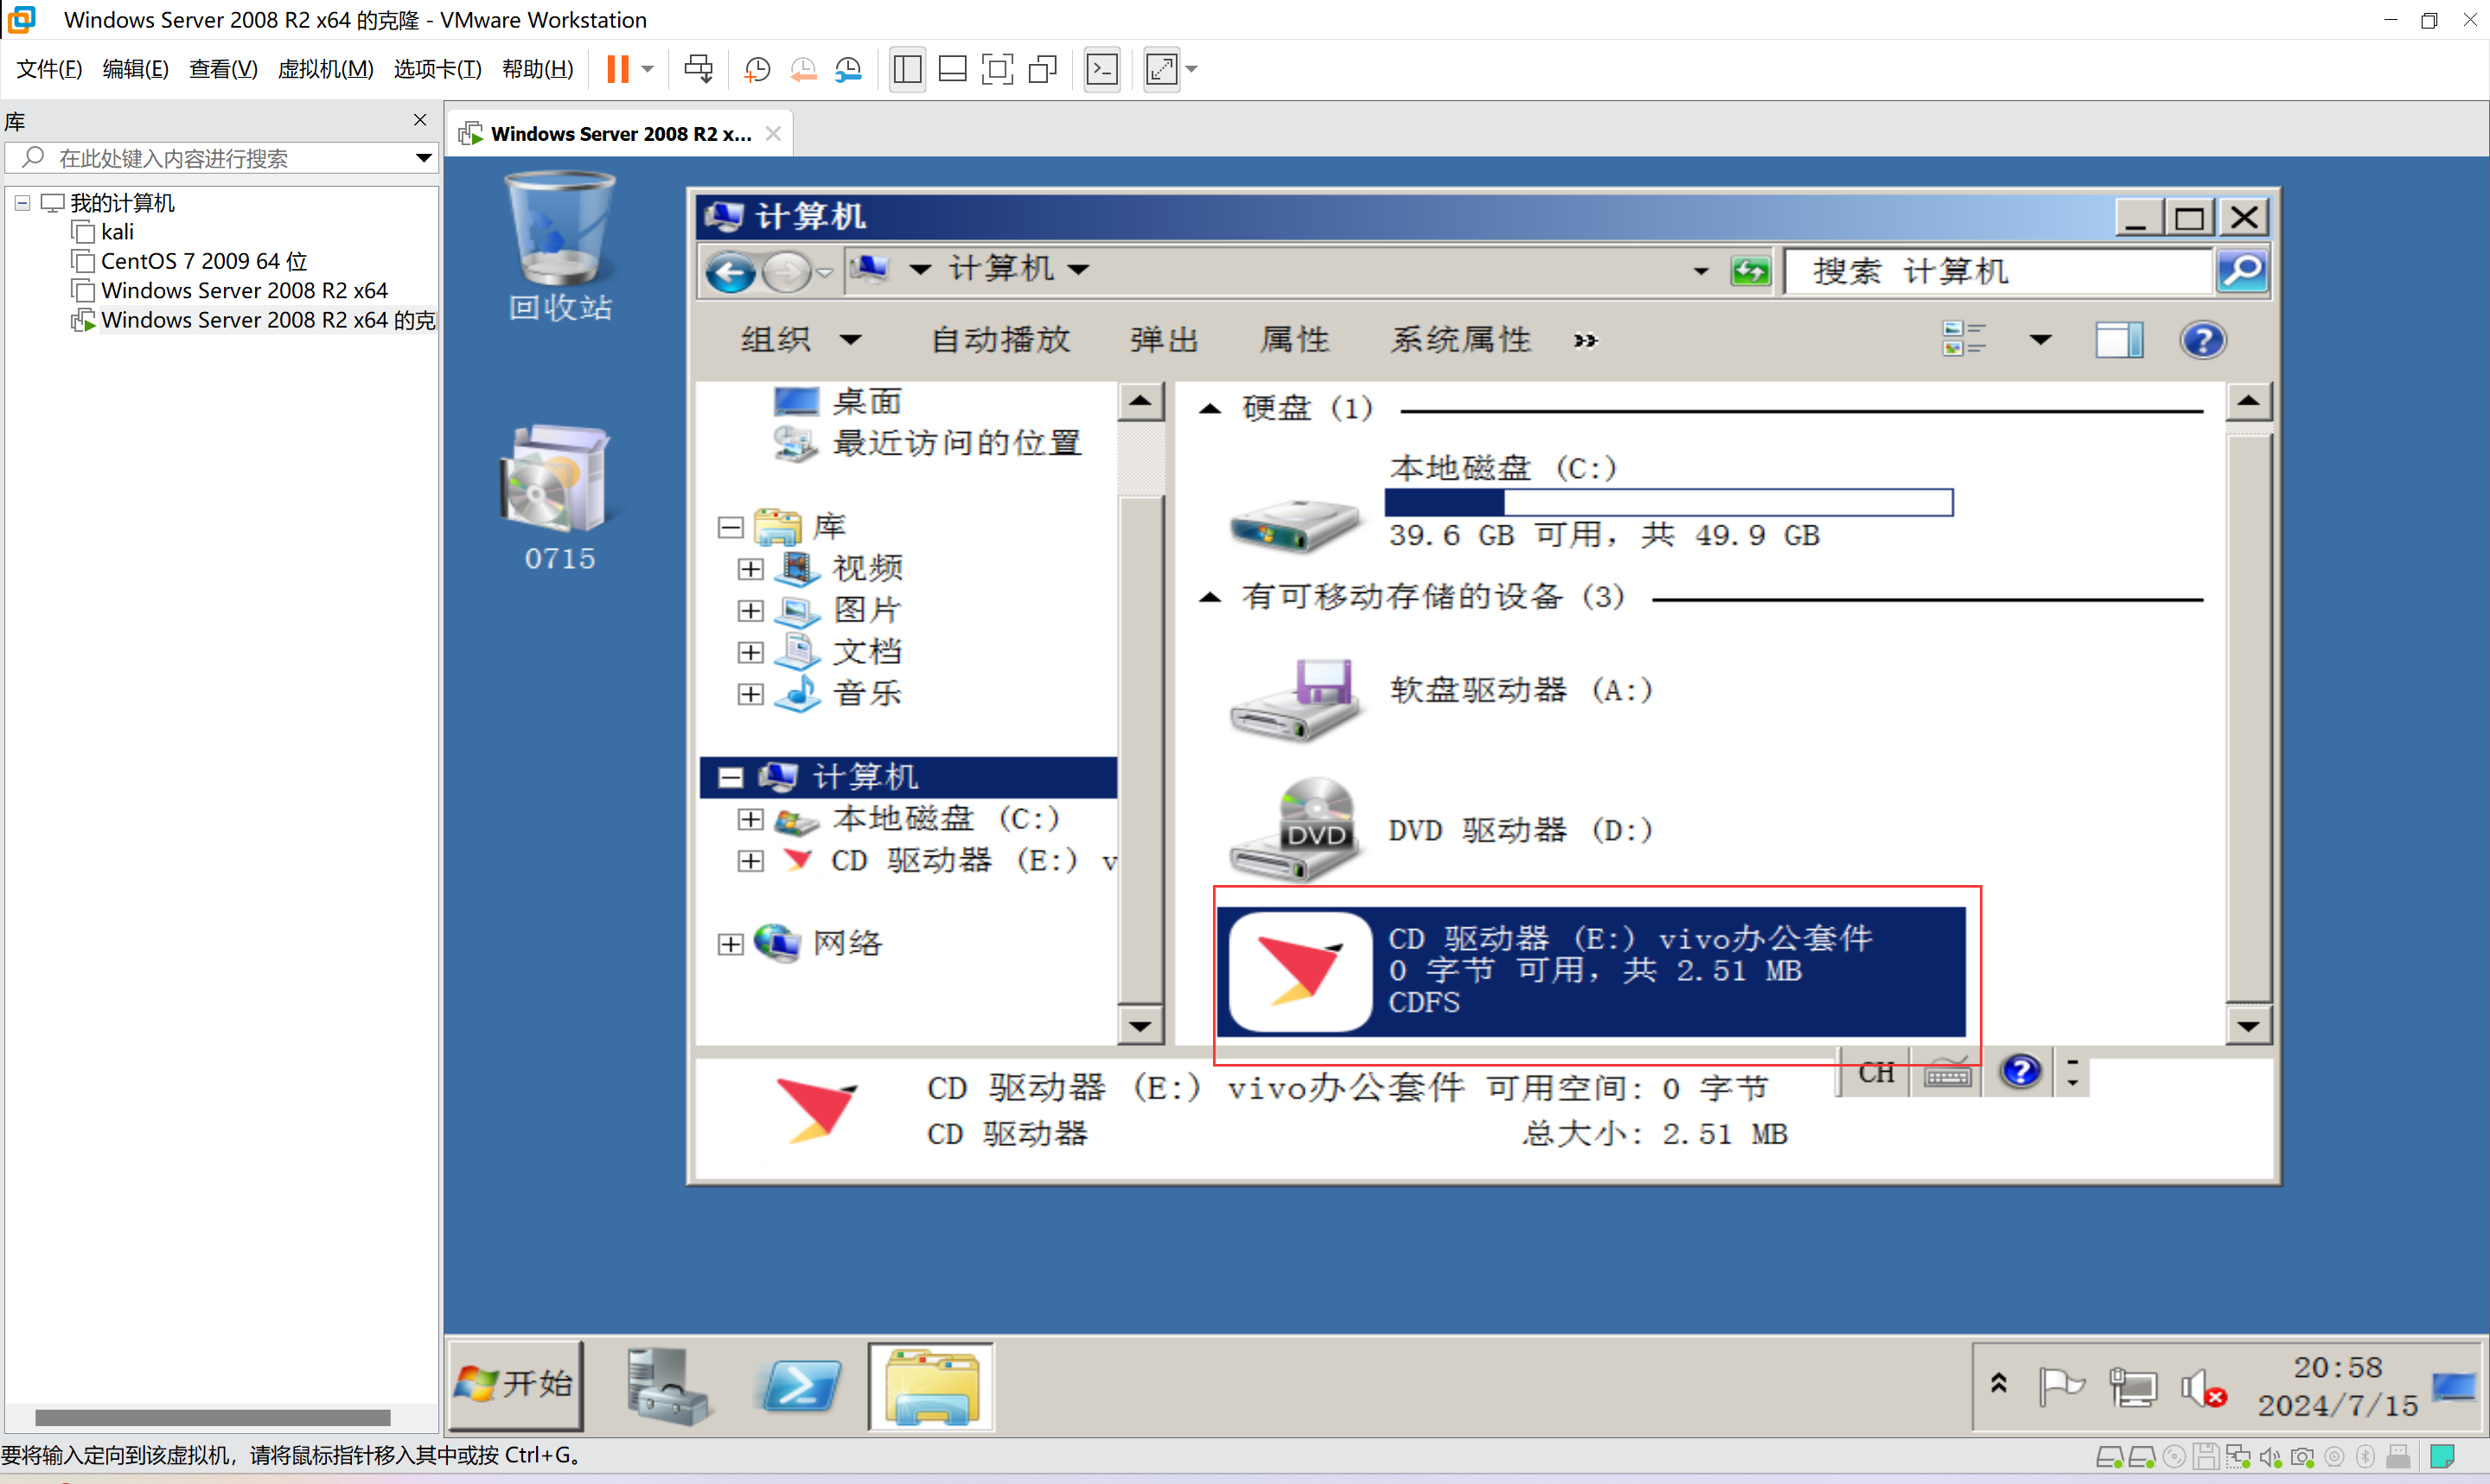 Windows Server 2008 R2 x64 的克隆 - VMware Workstation
文件(F) 编辑(E) 查看(V) 虚拟机(M) 选项卡(T) 帮助(H)
库
在此处键入内容进行搜索
我的计算机
kali
CentOS 7 2009 64 位
Windows Server 2008 R2 x64
Windows Server 2008 R2 x64 的克
Windows Server 2008 R2 x...
回收站
0715
计算机
计算机
搜索 计算机
组织 自动播放 弹出 属性 系统属性
桌面
最近访问的位置
库
视频
图片
文档
音乐
计算机
本地磁盘 (C:)
CD 驱动器 (E:) v
网络
硬盘 (1)
本地磁盘 (C:)
39.6 GB 可用, 共 49.9 GB
有可移动存储的设备 (3)
软盘驱动器 (A:)
DVD
DVD 驱动器 (D:)
CD 驱动器 (E:) vivo办公套件
0 字节 可用, 共 2.51 MB
CDFS
CH
CD 驱动器 (E:) vivo办公套件 可用空间: 0 字节
CD 驱动器 总大小: 2.51 MB
开始
20:58
2024/7/15
要将输入定向到该虚拟机，请将鼠标指针移入其中或按 Ctrl+G。